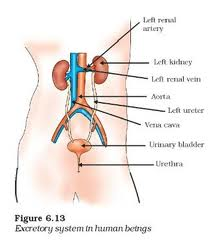 Left renal
artery
Left kidney
Left renal vein
Aorta
Left ureter
Vena cava
Urinary bladder
Urethra
Figure 6.13
Excretory system in human beings